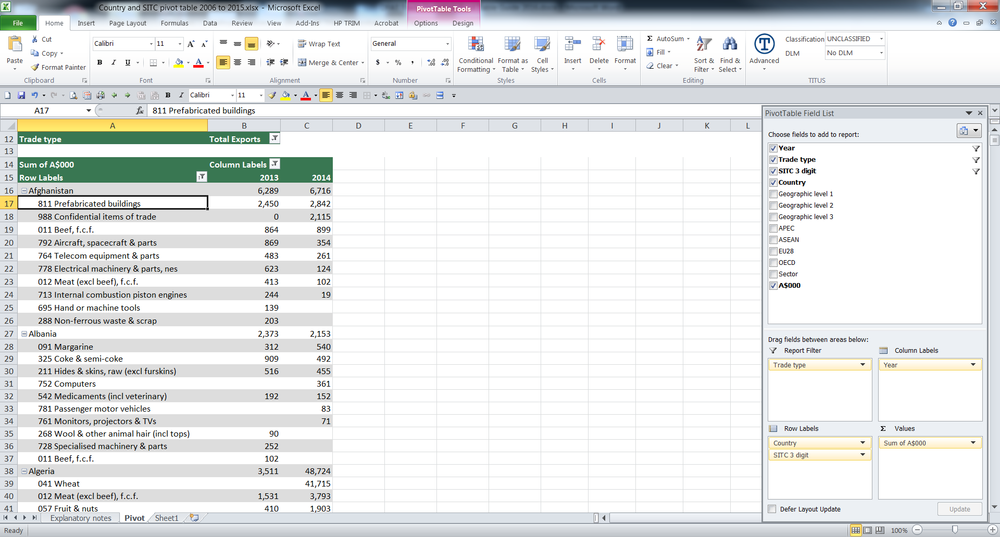 Country and SITC pivot table 2006 to 2015.xlsx - Microsoft Excel
PivotTable Tools
File Home Insert Page Layout Formulas Data Review View Add-Ins HP TRIM Acrobat Options Design
Paste
Cut
Copy
Format Painter
Clipboard
Calibri 11
B I U
Font
Wrap Text
Merge & Center
Alignment
General
$ % ,
Number
Conditional Formatting
Format as Table
Cell Styles
Styles
Insert Delete Format
Cells
Σ AutoSum
Fill
Clear
Sort & Filter
Find & Select
Editing
Advanced
Classification UNCLASSIFIED
DLM No DLM
TITUS
B I Calibri 11
A17 fx 811 Prefabricated buildings
A B C D E F G H I J K L
12 Trade type Total Exports
13
14 Sum of A$000 Column Labels
15 Row Labels 2013 2014
16 Afghanistan 6,289 6,716
17 811 Prefabricated buildings 2,450 2,842
18 988 Confidential items of trade 0 2,115
19 011 Beef, f.c.f. 864 899
20 792 Aircraft, spacecraft & parts 869 354
21 764 Telecom equipment & parts 483 261
22 778 Electrical machinery & parts, nes 623 124
23 012 Meat (excl beef), f.c.f. 413 102
24 713 Internal combustion piston engines 244 19
25 695 Hand or machine tools 139
26 288 Non-ferrous waste & scrap 203
27 Albania 2,373 2,153
28 091 Margarine 312 540
29 325 Coke & semi-coke 909 492
30 211 Hides & skins, raw (excl furskins) 516 455
31 752 Computers 361
32 542 Medicaments (incl veterinary) 192 152
33 781 Passenger motor vehicles 83
34 761 Monitors, projectors & TVs 71
35 268 Wool & other animal hair (incl tops) 90
36 728 Specialised machinery & parts 252
37 011 Beef, f.c.f. 102
38 Algeria 3,511 48,724
39 041 Wheat 41,715
40 012 Meat (excl beef), f.c.f. 1,531 3,793
41 057 Fruit & nuts 410 1,903
Explanatory notes Pivot Sheet1
Ready
100%
PivotTable Field List
Choose fields to add to report:
Year
Trade type
SITC 3 digit
Country
Geographic level 1
Geographic level 2
Geographic level 3
APEC
ASEAN
EU28
OECD
Sector
A$000
Drag fields between areas below:
Report Filter
Column Labels
Trade type
Year
Row Labels
Σ Values
Country
Sum of A$000
SITC 3 digit
Defer Layout Update
Update